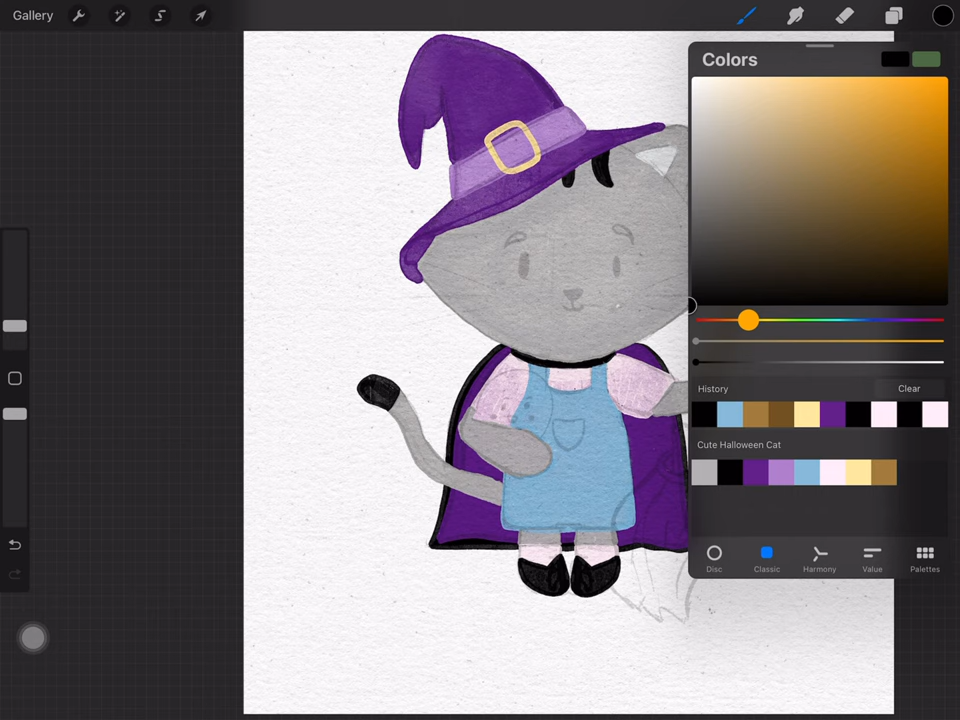 Gallery
Colors
History
Clear
Cute Halloween Cat
Disc
Classic
Harmony
Value
Palettes